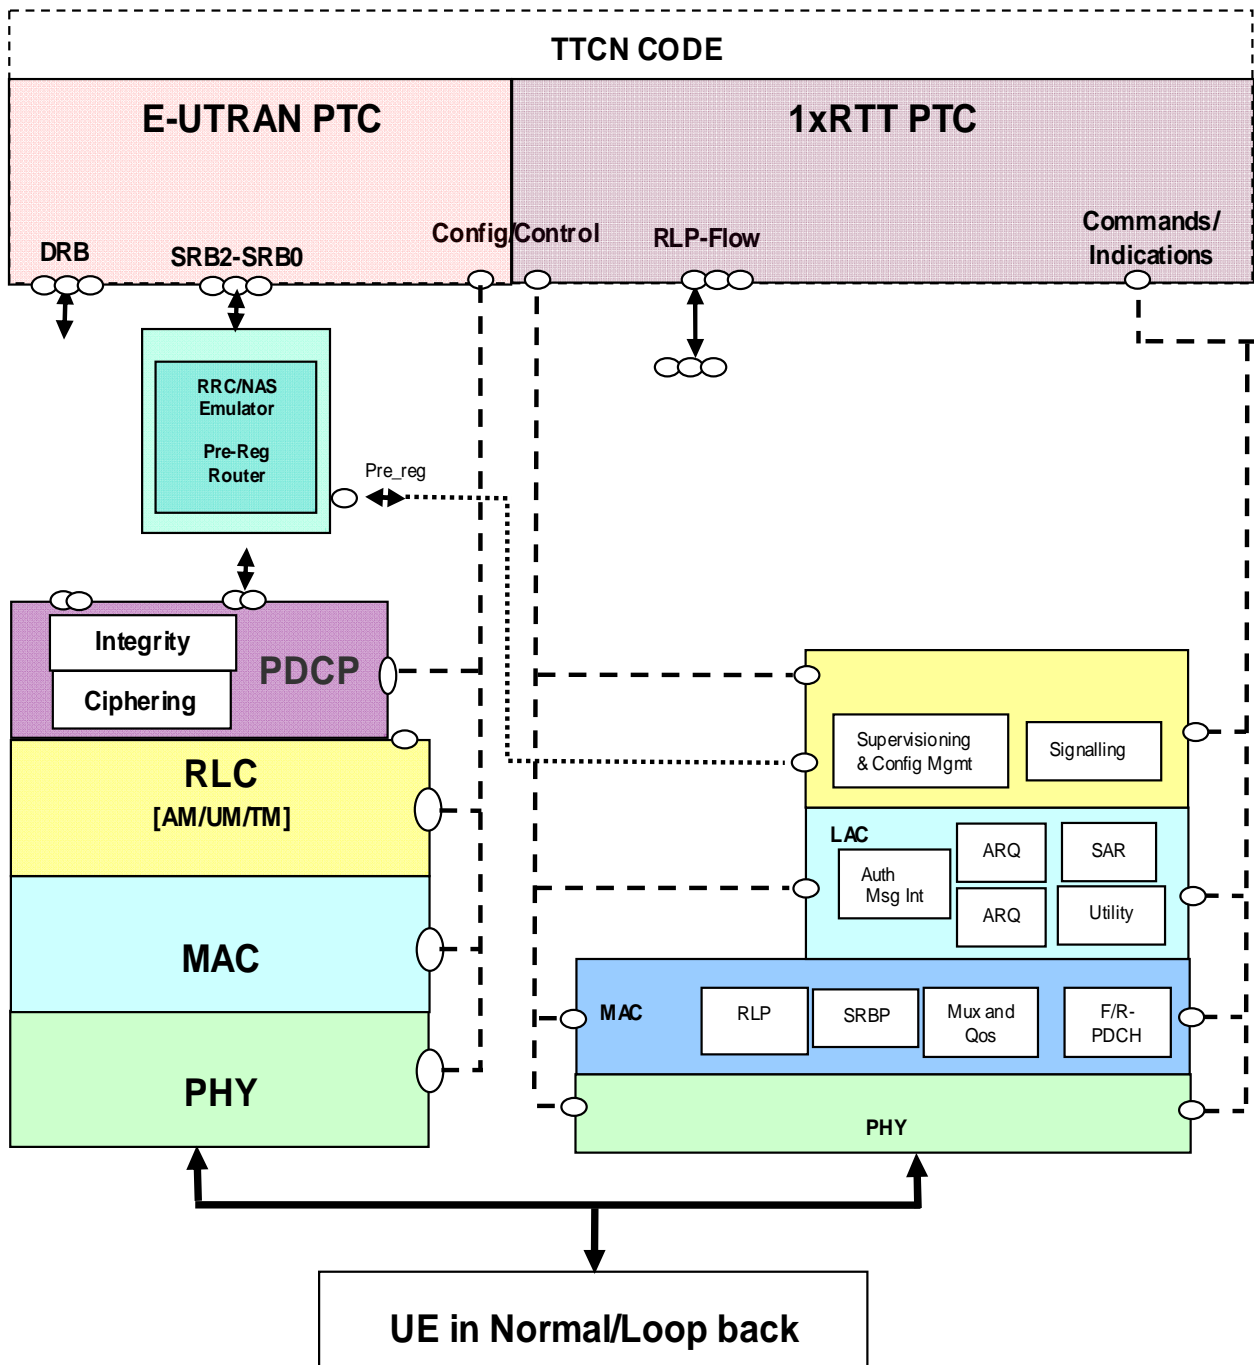 TTCN CODE
E-UTRAN PTC
1xRTT PTC
DRB
SRB2-SRB0
Config/Control
RLP-Flow
Commands/
Indications
RRC/NAS
Emulator
Pre-Reg
Router
Pre_reg
Integrity
Ciphering
PDCP
RLC
[AM/UM/TM]
MAC
PHY
Supervisioning
& Config Mgmt
Signalling
LAC
Auth
Msg Int
ARQ
SAR
ARQ
Utility
MAC
RLP
SRBP
Mux and
Qos
F/R-
PDCH
PHY
UE in Normal/Loop back